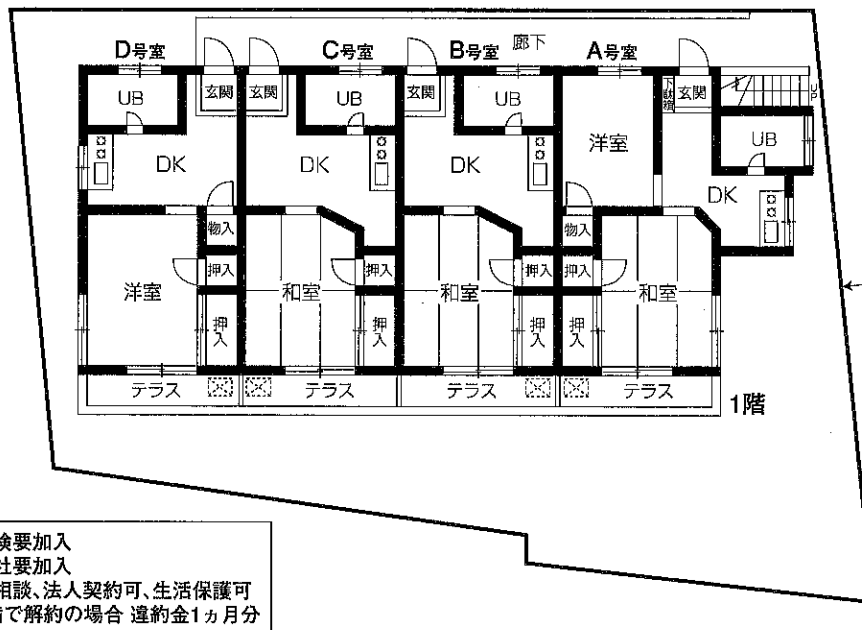 D号室
C号室
B号室
廊下
A号室
UB
玄関
玄関
UB
玄関
UB
下駄箱
玄関
UP
洋室
UB
DK
DK
DK
DK
物入
物入
押入
押入
押入
押入
洋室
和室
和室
和室
押入
押入
押入
押入
テラス
テラス
テラス
テラス
1階
険要加入
社要加入
相談、法人契約可、生活保護可
で解約の場合 違約金1ヵ月分